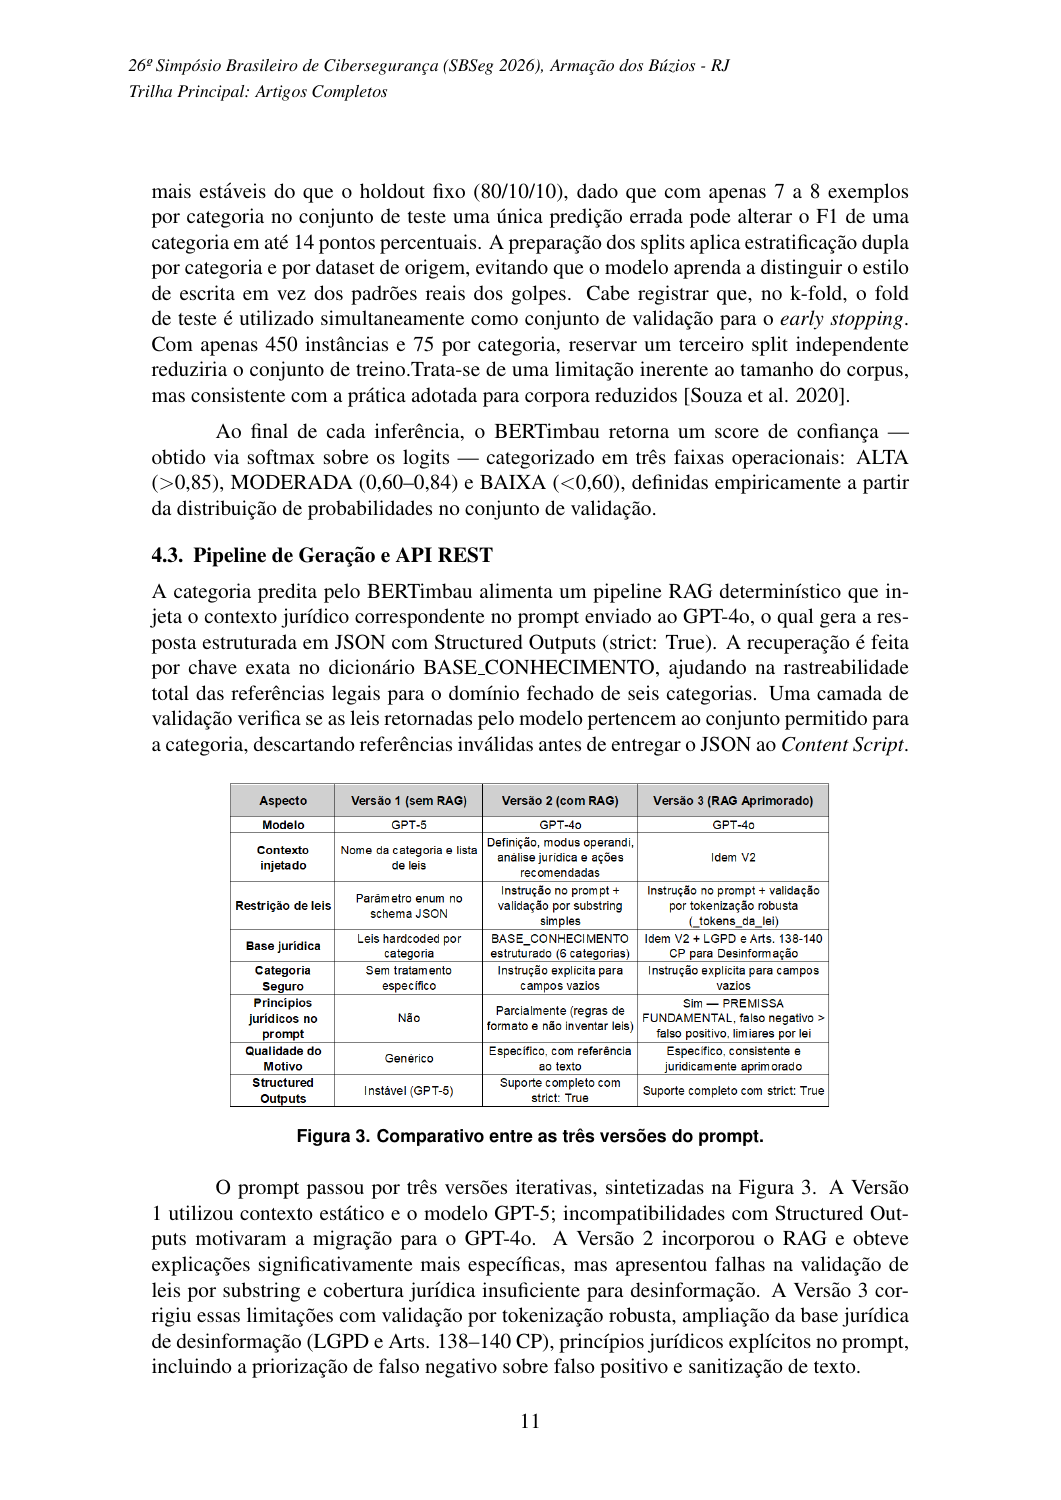 26º Simpósio Brasileiro de Cibersegurança (SBSeg 2026), Armação dos Búzios - RJ
Trilha Principal: Artigos Completos
mais estáveis do que o holdout fixo (80/10/10), dado que com apenas 7 a 8 exemplos
por categoria no conjunto de teste uma única predição errada pode alterar o F1 de uma
categoria em até 14 pontos percentuais. A preparação dos splits aplica estratificação dupla
por categoria e por dataset de origem, evitando que o modelo aprenda a distinguir o estilo
de escrita em vez dos padrões reais dos golpes. Cabe registrar que, no k-fold, o fold
de teste é utilizado simultaneamente como conjunto de validação para o early stopping.
Com apenas 450 instâncias e 75 por categoria, reservar um terceiro split independente
reduziria o conjunto de treino.Trata-se de uma limitação inerente ao tamanho do corpus,
mas consistente com a prática adotada para corpora reduzidos [Souza et al. 2020].
Ao final de cada inferência, o BERTimbau retorna um score de confiança —
obtido via softmax sobre os logits — categorizado em três faixas operacionais: ALTA
(>0,85), MODERADA (0,60–0,84) e BAIXA (<0,60), definidas empiricamente a partir
da distribuição de probabilidades no conjunto de validação.
4.3. Pipeline de Geração e API REST
A categoria predita pelo BERTimbau alimenta um pipeline RAG determinístico que in-
jeta o contexto jurídico correspondente no prompt enviado ao GPT-4o, o qual gera a res-
posta estruturada em JSON com Structured Outputs (strict: True). A recuperação é feita
por chave exata no dicionário BASE_CONHECIMENTO, ajudando na rastreabilidade
total das referências legais para o domínio fechado de seis categorias. Uma camada de
validação verifica se as leis retornadas pelo modelo pertencem ao conjunto permitido para
a categoria, descartando referências inválidas antes de entregar o JSON ao Content Script.
Aspecto Versão 1 (sem RAG) Versão 2 (com RAG) Versão 3 (RAG Aprimorado)
Modelo GPT-5 GPT-4o GPT-4o
Contexto
injetado
Nome da categoria e lista
de leis
Definição, modus operandi,
análise jurídica e ações
recomendadas
Idem V2
Restrição de leis
Parâmetro enum no
schema JSON
Instrução no prompt +
validação por substring
simples
Instrução no prompt + validação
por tokenização robusta
(_tokens_da_lei)
Base jurídica
Leis hardcoded por
categoria
BASE_CONHECIMENTO
estruturado (6 categorias)
Idem V2 + LGPD e Arts. 138-140
CP para Desinformação
Categoria
Seguro
Sem tratamento
específico
Instrução explícita para
campos vazios
Instrução explícita para campos
vazios
Princípios
jurídicos no
prompt
Não
Parcialmente (regras de
formato e não inventar leis)
Sim — PREMISSA
FUNDAMENTAL, falso negativo >
falso positivo, limiares por lei
Qualidade do
Motivo
Genérico
Específico, com referência
ao texto
Específico, consistente e
juridicamente aprimorado
Structured
Outputs
Instável (GPT-5)
Suporte completo com
strict: True
Suporte completo com strict: True
Figura 3. Comparativo entre as três versões do prompt.
O prompt passou por três versões iterativas, sintetizadas na Figura 3. A Versão
1 utilizou contexto estático e o modelo GPT-5; incompatibilidades com Structured Out-
puts motivaram a migração para o GPT-4o. A Versão 2 incorporou o RAG e obteve
explicações significativamente mais específicas, mas apresentou falhas na validação de
leis por substring e cobertura jurídica insuficiente para desinformação. A Versão 3 cor-
rigiu essas limitações com validação por tokenização robusta, ampliação da base jurídica
de desinformação (LGPD e Arts. 138–140 CP), princípios jurídicos explícitos no prompt,
incluindo a priorização de falso negativo sobre falso positivo e sanitização de texto.
11